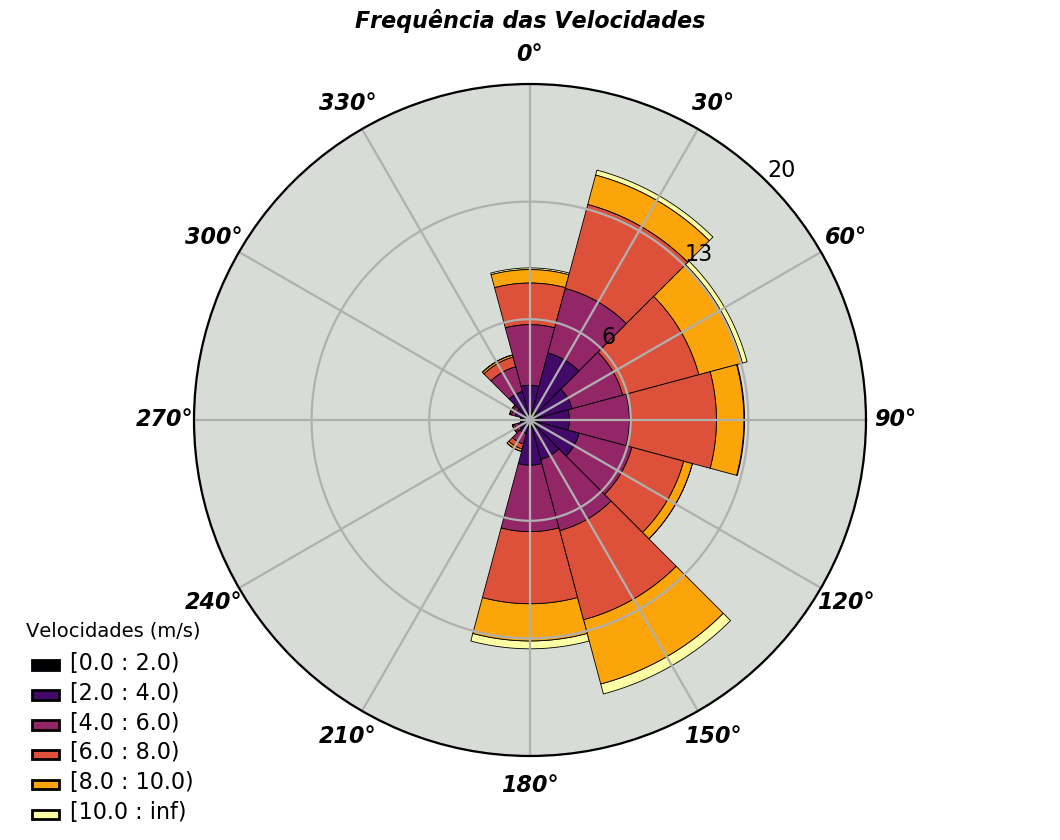 Frequência das Velocidades
0°
330°
30°
20
300°
60°
13
6
270°
90°
240°
120°
210°
150°
180°
Velocidades (m/s)
[0.0 : 2.0)
[2.0 : 4.0)
[4.0 : 6.0)
[6.0 : 8.0)
[8.0 : 10.0)
[10.0 : inf)